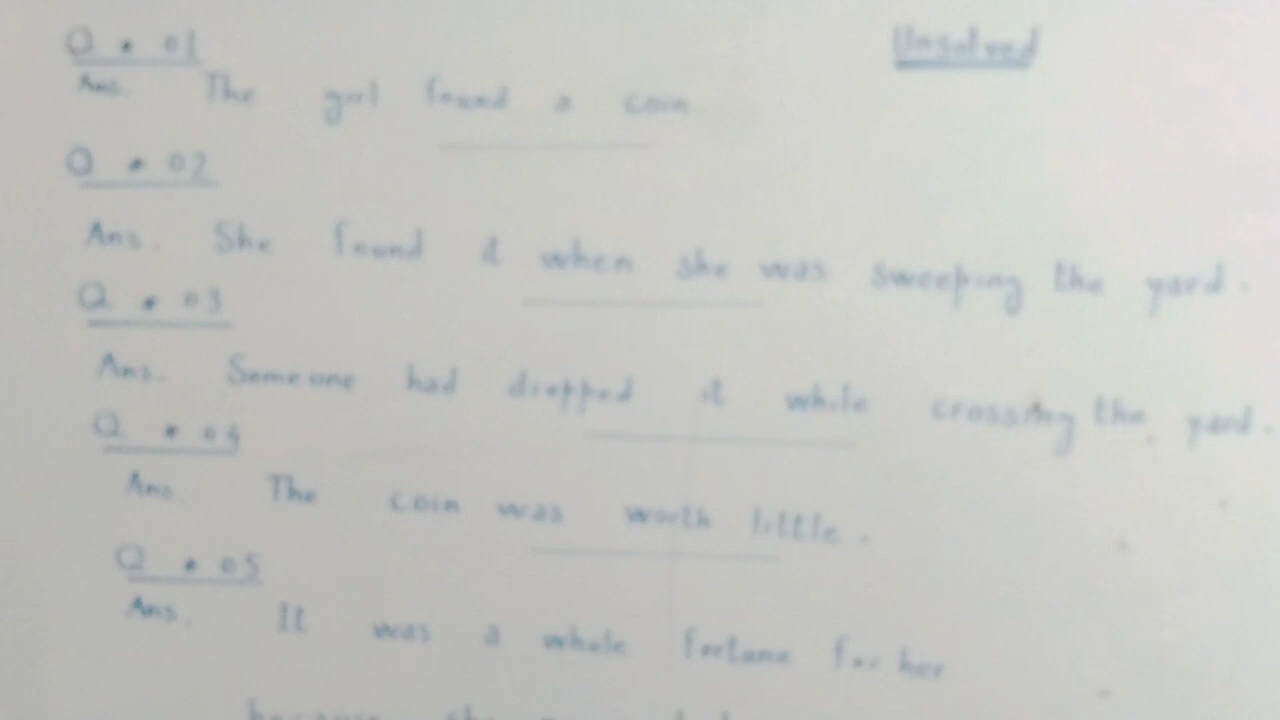 Q . 01
Unsolved
Ans. The girl found a coin
Q . 02
Ans. She found it when she was sweeping the yard.
Q . 03
Ans. Someone had dropped it while crossing the yard.
Q . 04
Ans. The coin was worth little.
Q . 05
Ans. It was a whole fortune for her
because she